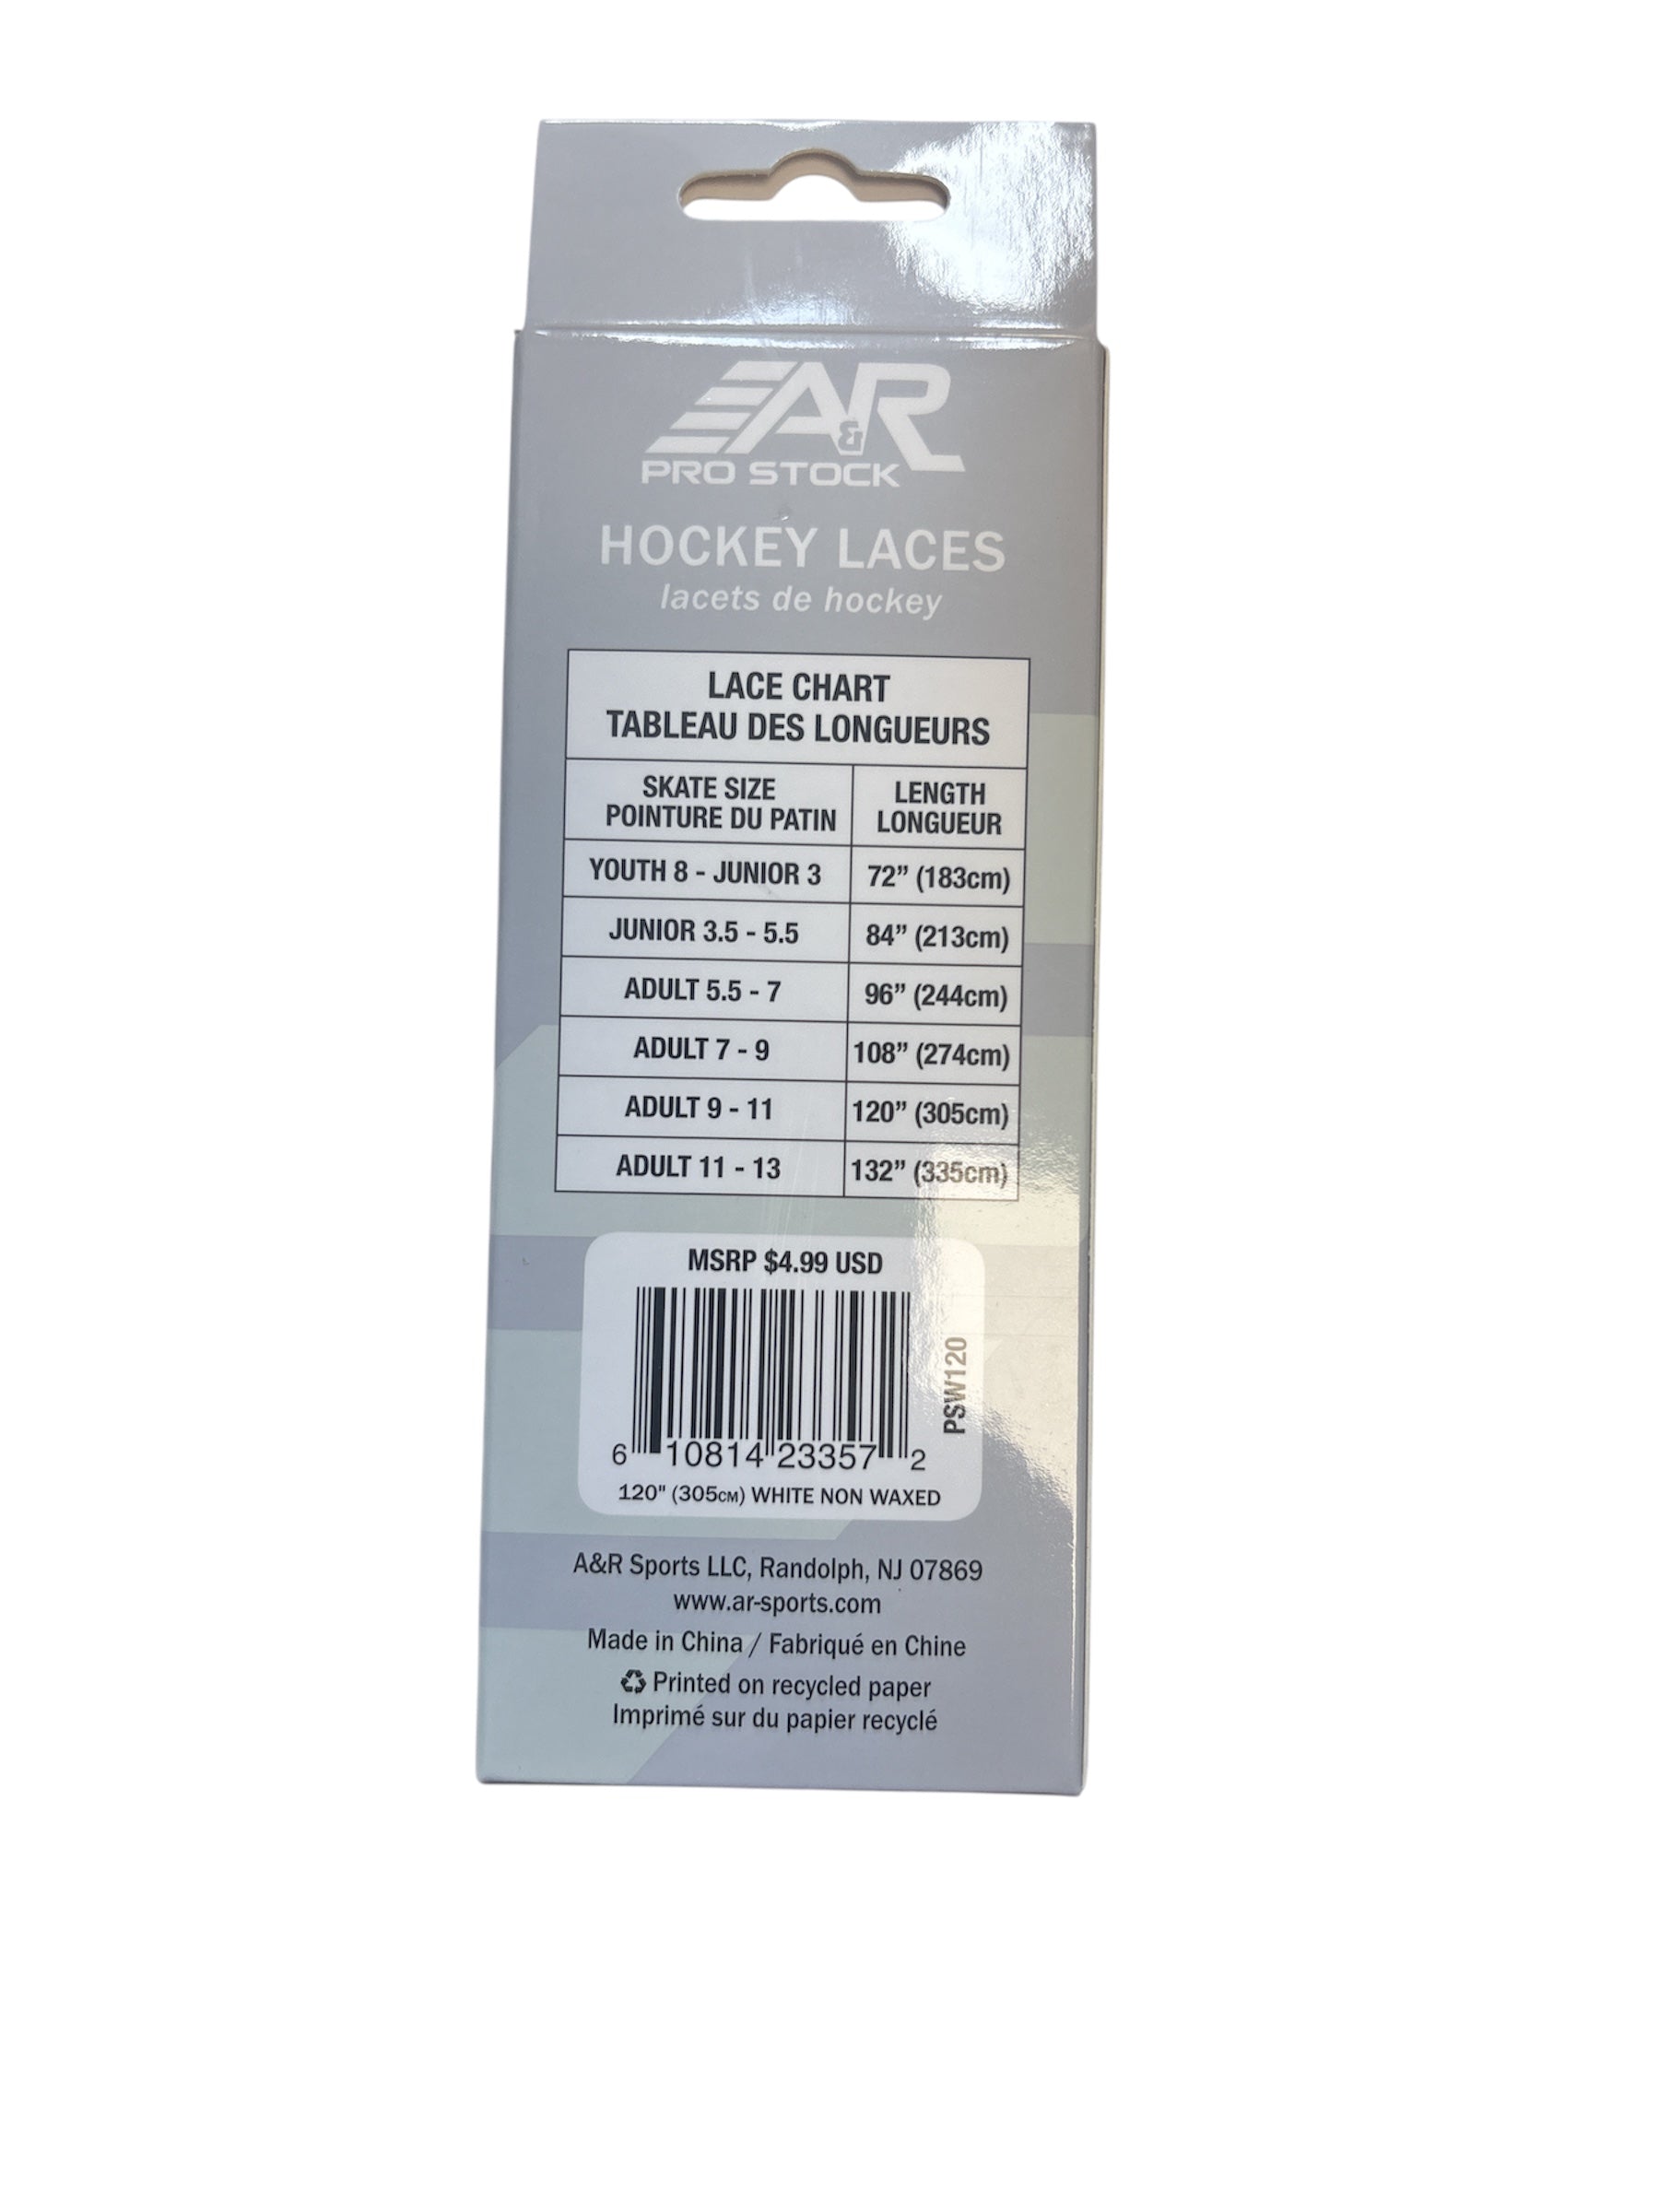 A&R
PRO STOCK
HOCKEY LACES
lacets de hockey
LACE CHART
TABLEAU DES LONGUEURS
SKATE SIZE
POINTURE DU PATIN
LENGTH
LONGUEUR
YOUTH 8 - JUNIOR 3 72” (183cm)
JUNIOR 3.5 - 5.5 84” (213cm)
ADULT 5.5 - 7 96” (244cm)
ADULT 7 - 9 108” (274cm)
ADULT 9 - 11 120” (305cm)
ADULT 11 - 13 132” (335cm)
MSRP $4.99 USD
PSW120
6 10814 23357 2
120" (305CM) WHITE NON WAXED
A&R Sports LLC, Randolph, NJ 07869
www.ar-sports.com
Made in China / Fabriqué en Chine
Printed on recycled paper
Imprimé sur du papier recyclé